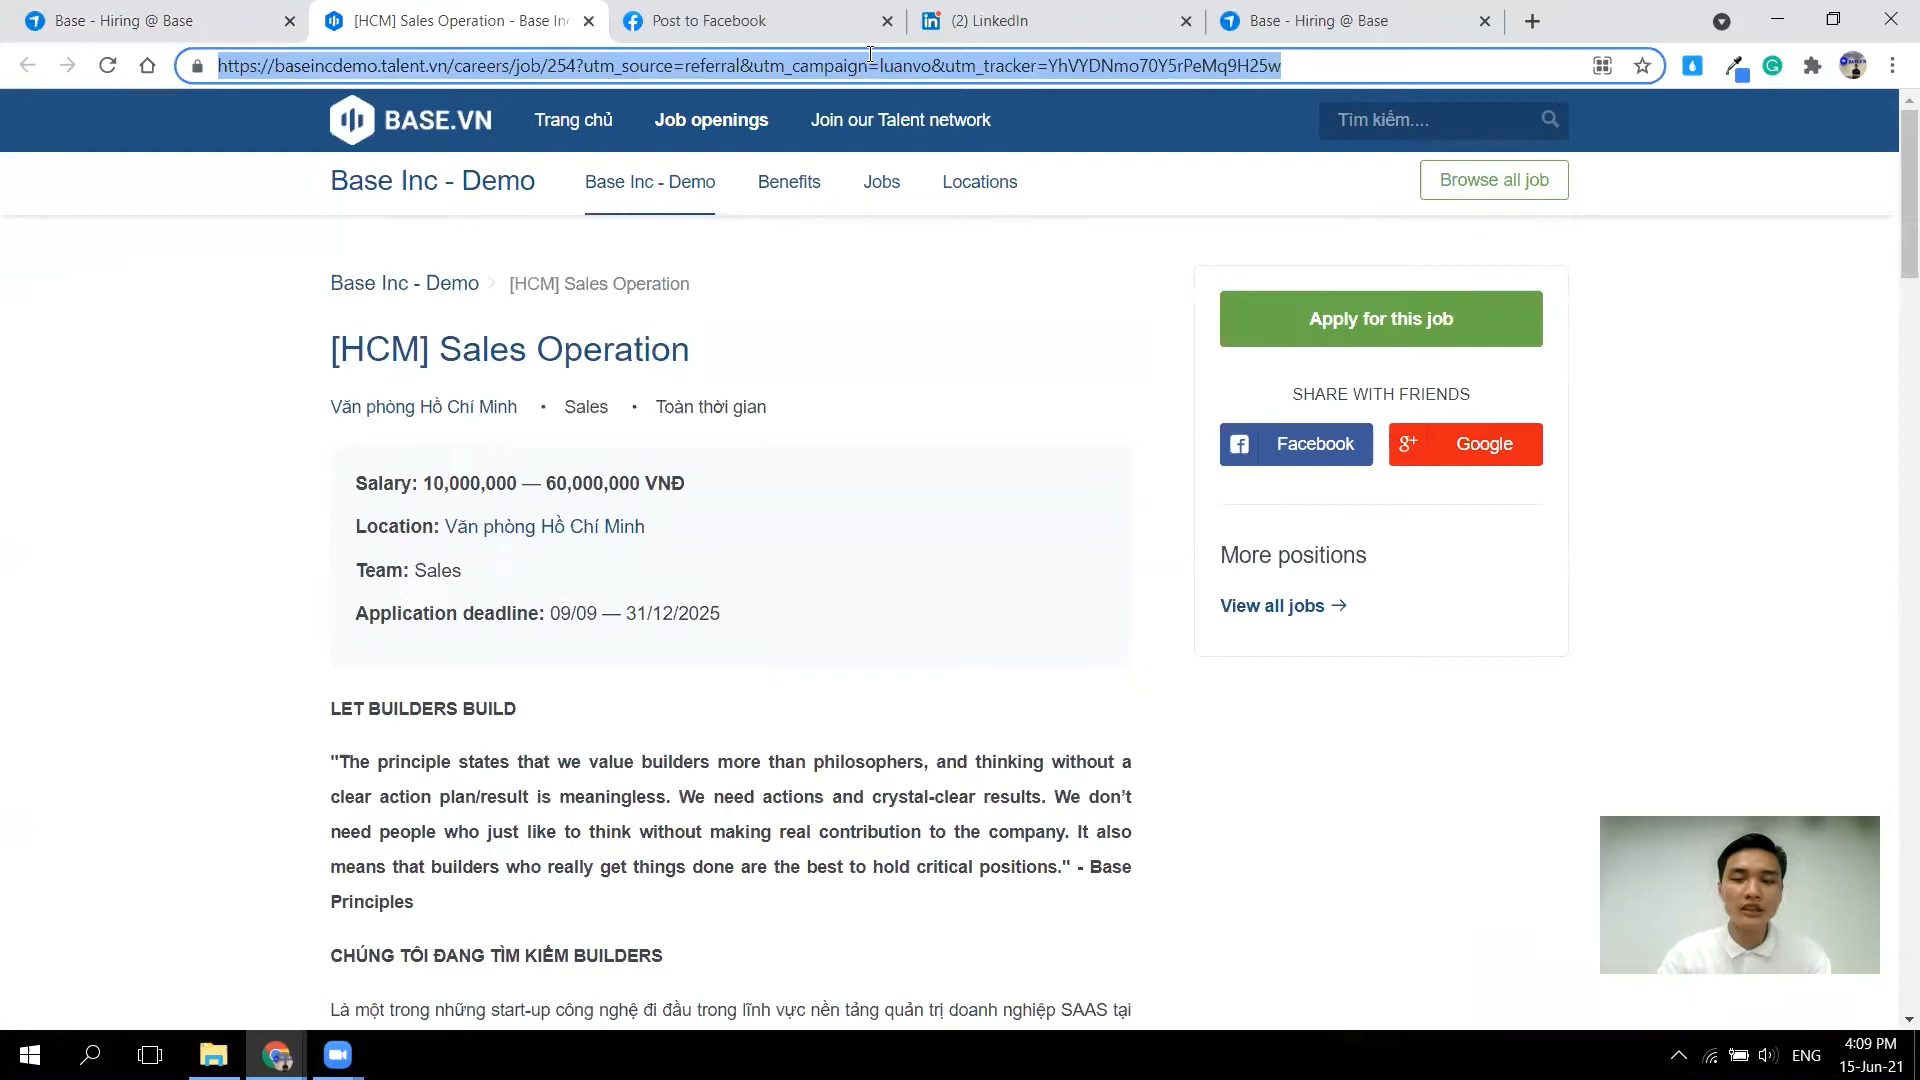 Base - Hiring @ Base
[HCM] Sales Operation - Base In
Post to Facebook
(2) LinkedIn
Base - Hiring @ Base
https://baseincdemo.talent.vn/careers/job/254?utm_source=referral&utm_campaign=luanvo&utm_tracker=YhVYDNmo70Y5rPeMq9H25w
BASE.VN
Trang chủ
Job openings
Join our Talent network
Tìm kiếm....
Base Inc - Demo
Base Inc - Demo
Benefits
Jobs
Locations
Browse all job
Base Inc - Demo
[HCM] Sales Operation
[HCM] Sales Operation
Văn phòng Hồ Chí Minh • Sales • Toàn thời gian
Salary: 10,000,000 — 60,000,000 VNĐ
Location: Văn phòng Hồ Chí Minh
Team: Sales
Application deadline: 09/09 — 31/12/2025
Apply for this job
SHARE WITH FRIENDS
Facebook
Google
More positions
View all jobs →
LET BUILDERS BUILD
"The principle states that we value builders more than philosophers, and thinking without a
clear action plan/result is meaningless. We need actions and crystal-clear results. We don’t
need people who just like to think without making real contribution to the company. It also
means that builders who really get things done are the best to hold critical positions." - Base
Principles
CHÚNG TÔI ĐANG TÌM KIẾM BUILDERS
Là một trong những start-up công nghệ đi đầu trong lĩnh vực nền tảng quản trị doanh nghiệp SAAS tại
ENG
4:09 PM
15-Jun-21